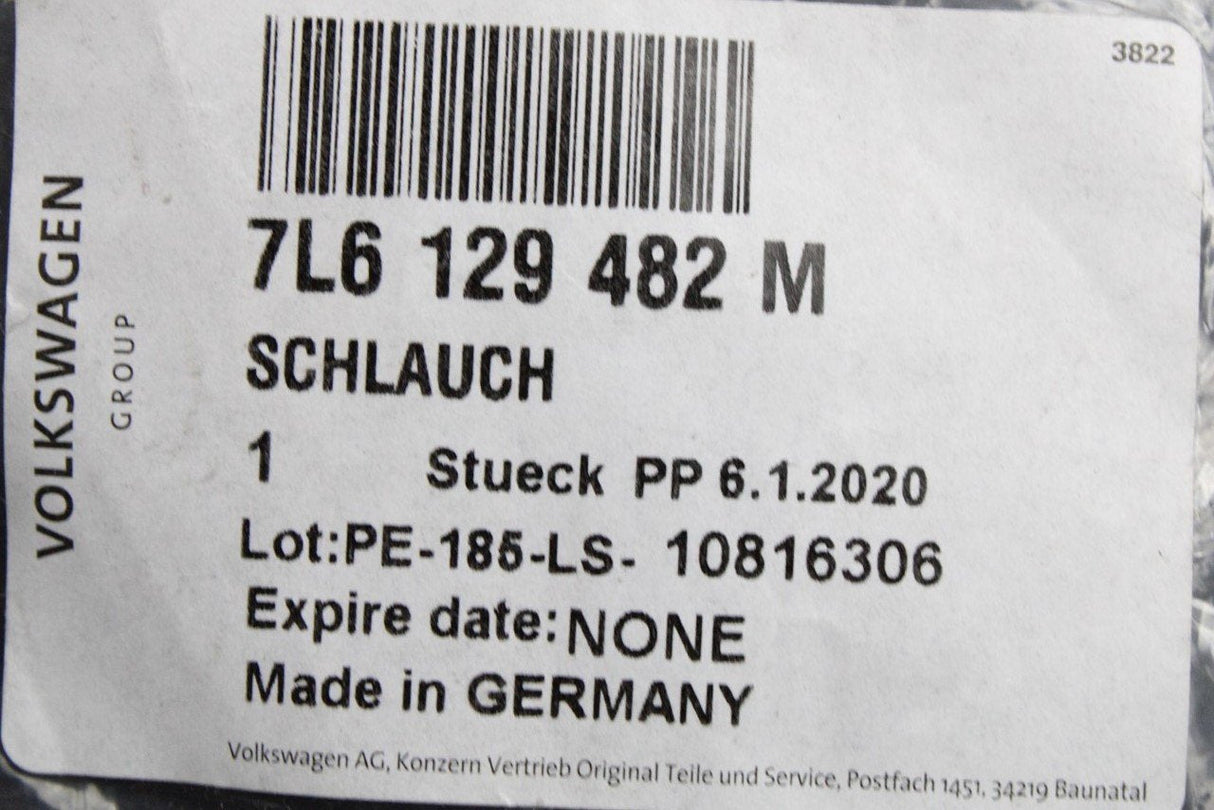 3822
VOLKSWAGEN
GROUP
7L6 129 482 M
SCHLAUCH
1 Stueck PP 6.1.2020
Lot:PE-185-LS- 10816306
Expire date:NONE
Made in GERMANY
Volkswagen AG, Konzern Vertrieb Original Teile und Service, Postfach 1451, 34219 Baunatal